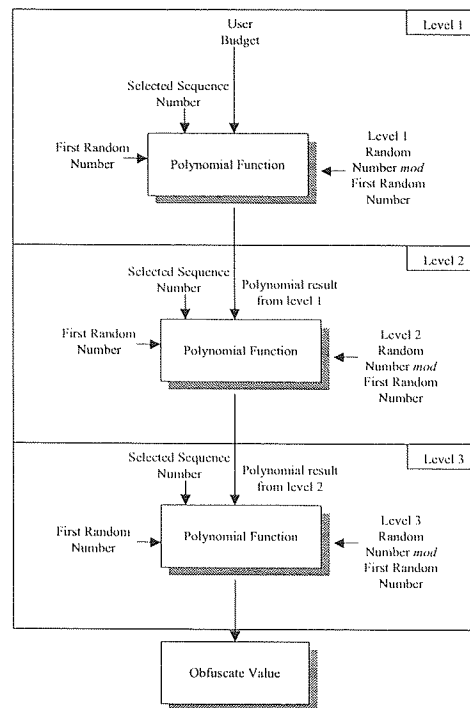 Level 1
User
Budget
Selected Sequence
Number
First Random
Number
Polynomial Function
Level 1
Random
Number mod
First Random
Number
Level 2
Selected Sequence
Number
Polynomial result
from level 1
First Random
Number
Polynomial Function
Level 2
Random
Number mod
First Random
Number
Level 3
Selected Sequence
Number
Polynomial result
from level 2
First Random
Number
Polynomial Function
Level 3
Random
Number mod
First Random
Number
Obfuscate Value